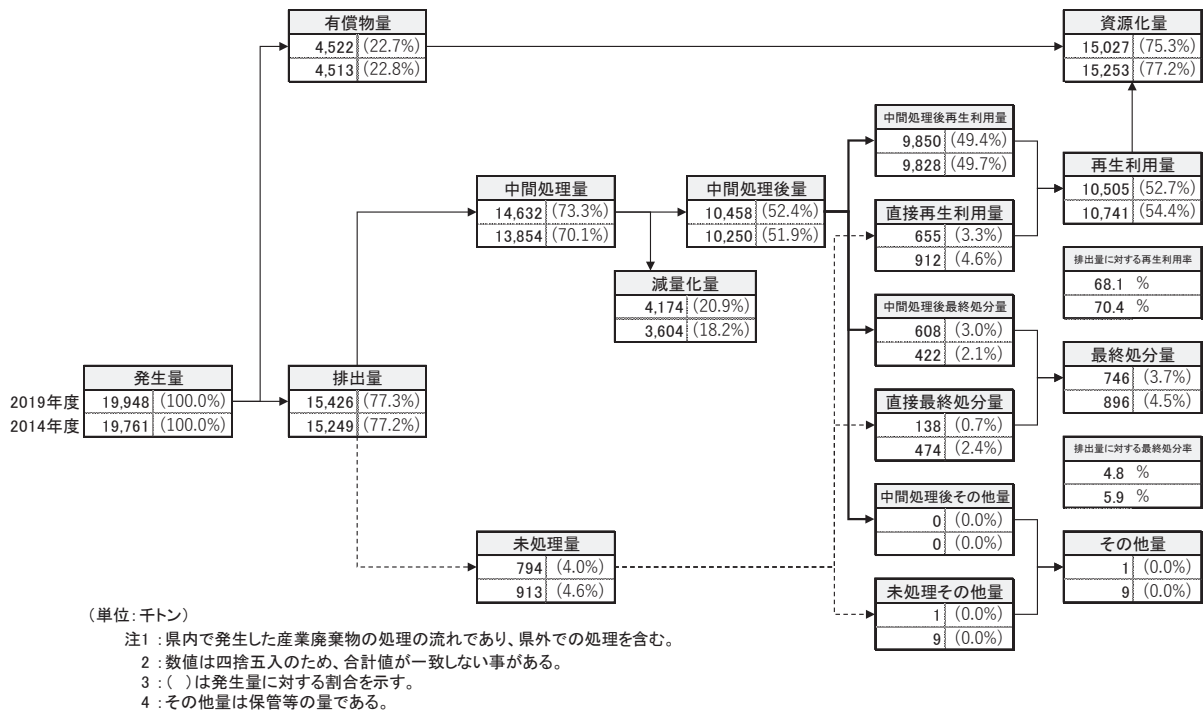 有償物量
4,522 (22.7%)
4,513 (22.8%)
資源化量
15,027 (75.3%)
15,253 (77.2%)
中間処理後再生利用量
9,850 (49.4%)
9,828 (49.7%)
再生利用量
10,505 (52.7%)
10,741 (54.4%)
中間処理量
14,632 (73.3%)
13,854 (70.1%)
中間処理後量
10,458 (52.4%)
10,250 (51.9%)
直接再生利用量
655 (3.3%)
912 (4.6%)
排出量に対する再生利用率
68.1 %
70.4 %
減量化量
4,174 (20.9%)
3,604 (18.2%)
中間処理後最終処分量
608 (3.0%)
422 (2.1%)
最終処分量
746 (3.7%)
896 (4.5%)
発生量
2019年度 19,948 (100.0%)
2014年度 19,761 (100.0%)
排出量
15,426 (77.3%)
15,249 (77.2%)
直接最終処分量
138 (0.7%)
474 (2.4%)
排出量に対する最終処分率
4.8 %
5.9 %
中間処理後その他量
0 (0.0%)
0 (0.0%)
未処理量
794 (4.0%)
913 (4.6%)
その他量
1 (0.0%)
9 (0.0%)
未処理その他量
1 (0.0%)
9 (0.0%)
（単位：千トン）
注1 ：県内で発生した産業廃棄物の処理の流れであり、県外での処理を含む。
2 ：数値は四捨五入のため、合計値が一致しない事がある。
3 ：（ ）は発生量に対する割合を示す。
4 ：その他量は保管等の量である。